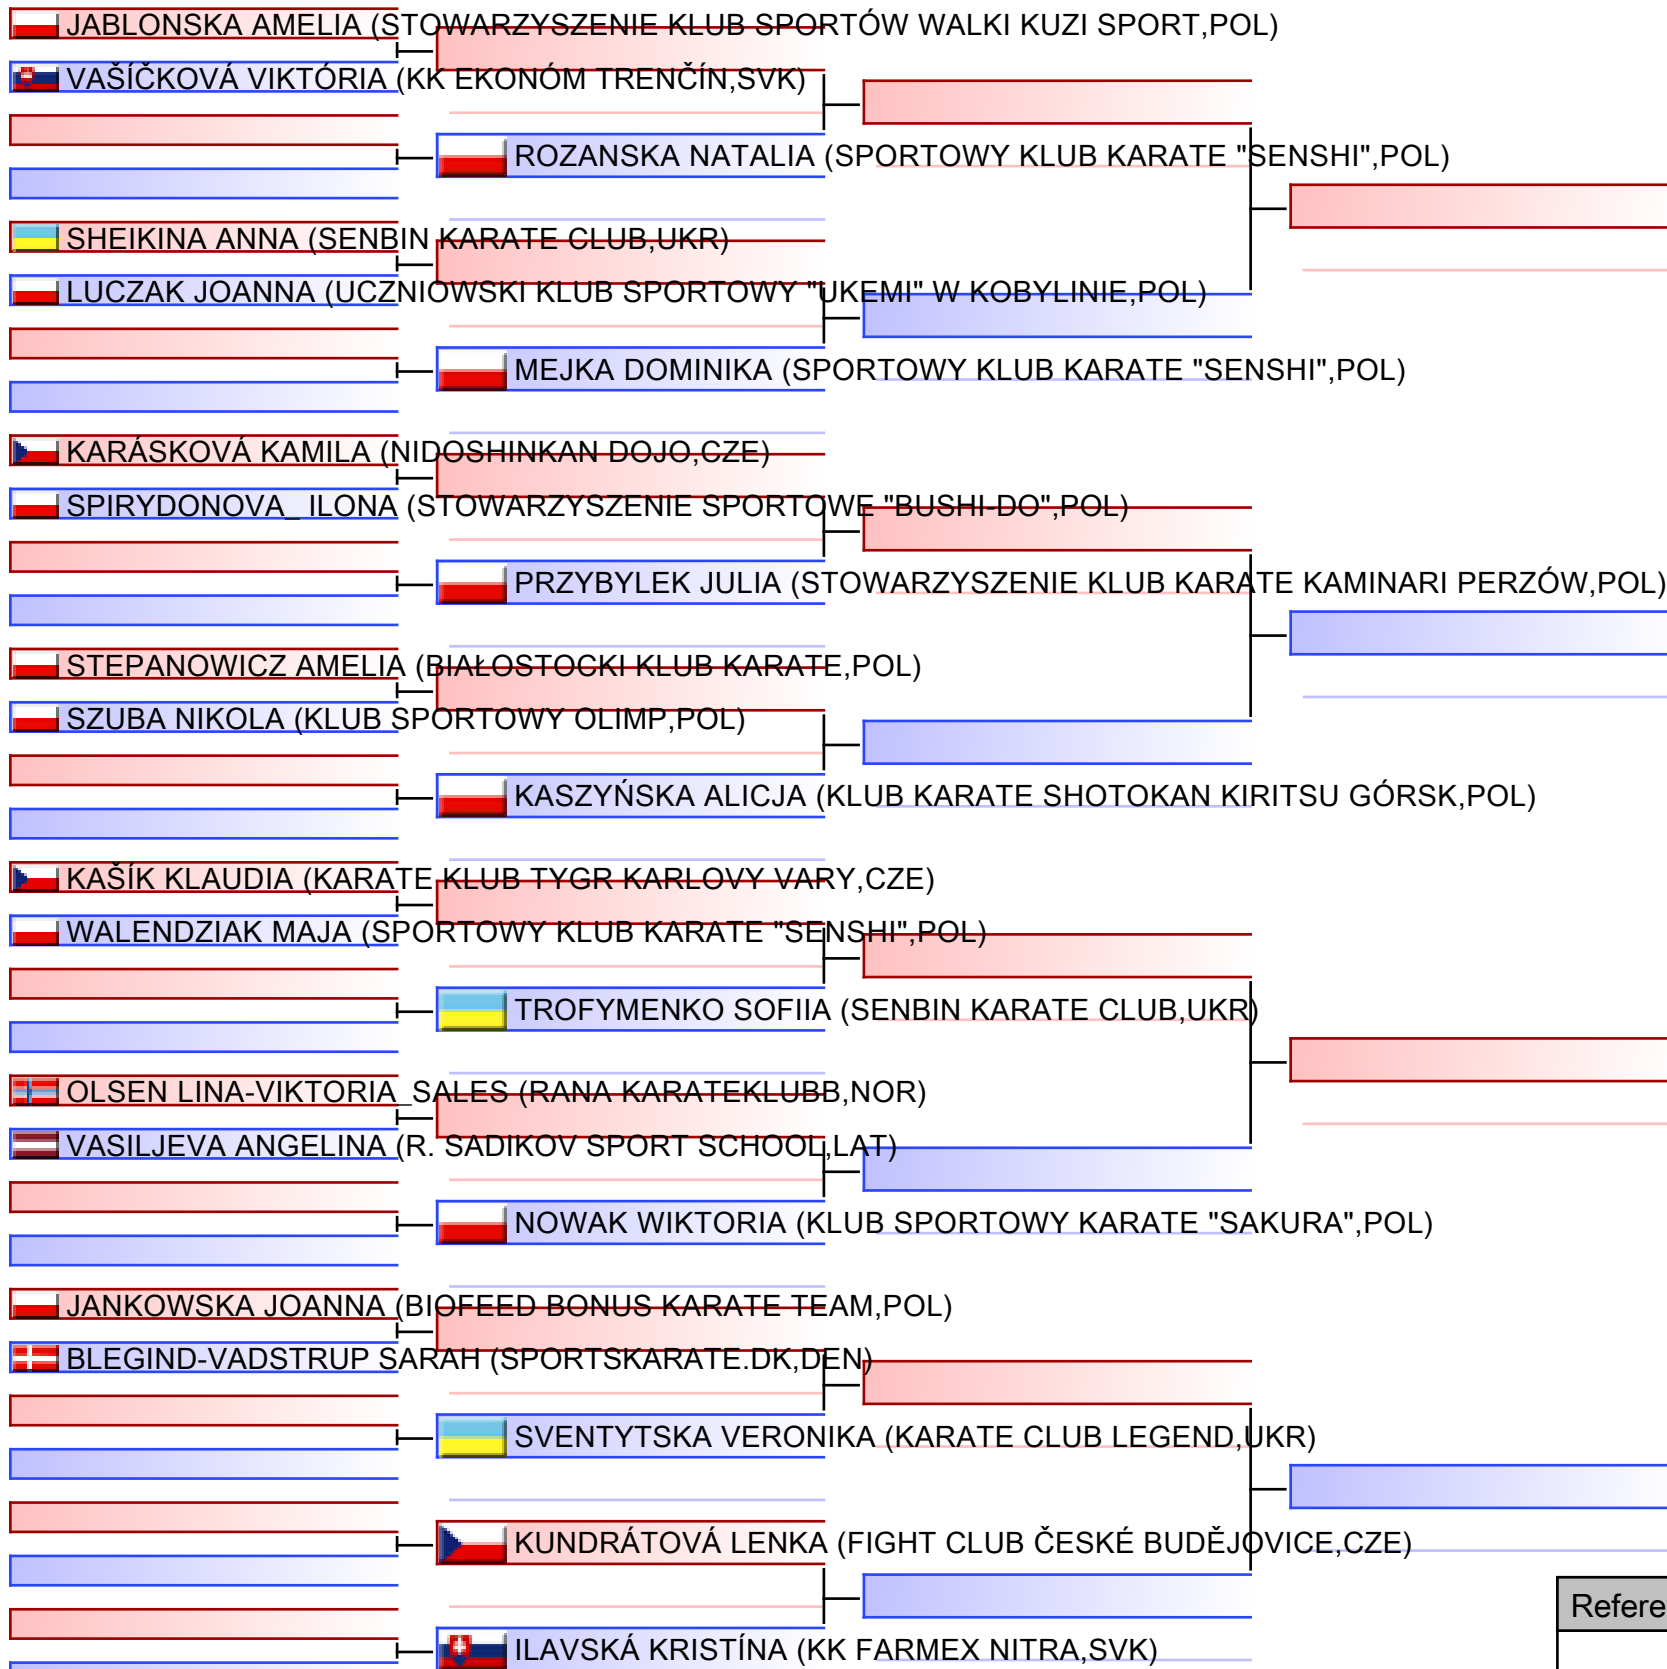 JABLONSKA AMELIA (STOWARZYSZENIE KLUB SPORTÓW WALKI KUZI SPORT,POL)
VAŠÍČKOVÁ VIKTÓRIA (KK EKONÓM TRENČÍN,SVK)
ROZANSKA NATALIA (SPORTOWY KLUB KARATE "SENSHI",POL)
SHEIKINA ANNA (SENBIN KARATE CLUB,UKR)
LUCZAK JOANNA (UCZNIOWSKI KLUB SPORTOWY "UKEMI" W KOBYLINIE,POL)
MEJKA DOMINIKA (SPORTOWY KLUB KARATE "SENSHI",POL)
KARÁSKOVÁ KAMILA (NIDOSHINKAN DOJO,CZE)
SPIRYDONOVA_ ILONA (STOWARZYSZENIE SPORTOWE "BUSHI-DO",POL)
PRZYBYLEK JULIA (STOWARZYSZENIE KLUB KARATE KAMINARI PERZÓW,POL)
STEPANOWICZ AMELIA (BIAŁOSTOCKI KLUB KARATE,POL)
SZUBA NIKOLA (KLUB SPORTOWY OLIMP,POL)
KASZYŃSKA ALICJA (KLUB KARATE SHOTOKAN KIRITSU GÓRSK,POL)
KAŠÍK KLAUDIA (KARATE KLUB TYGR KARLOVY VARY,CZE)
WALENDZIAK MAJA (SPORTOWY KLUB KARATE "SENSHI",POL)
TROFYMENKO SOFIIA (SENBIN KARATE CLUB,UKR)
OLSEN LINA-VIKTORIA_SALES (RANA KARATEKLUBB,NOR)
VASILJEVA ANGELINA (R. SADIKOV SPORT SCHOOL,LAT)
NOWAK WIKTORIA (KLUB SPORTOWY KARATE "SAKURA",POL)
JANKOWSKA JOANNA (BIOFEED BONUS KARATE TEAM,POL)
BLEGIND-VADSTRUP SARAH (SPORTSKARATE.DK,DEN)
SVENTYTSKA VERONIKA (KARATE CLUB LEGEND,UKR)
KUNDRÁTOVÁ LENKA (FIGHT CLUB ČESKÉ BUDĚJOVICE,CZE)
Refere
ILAVSKÁ KRISTÍNA (KK FARMEX NITRA,SVK)